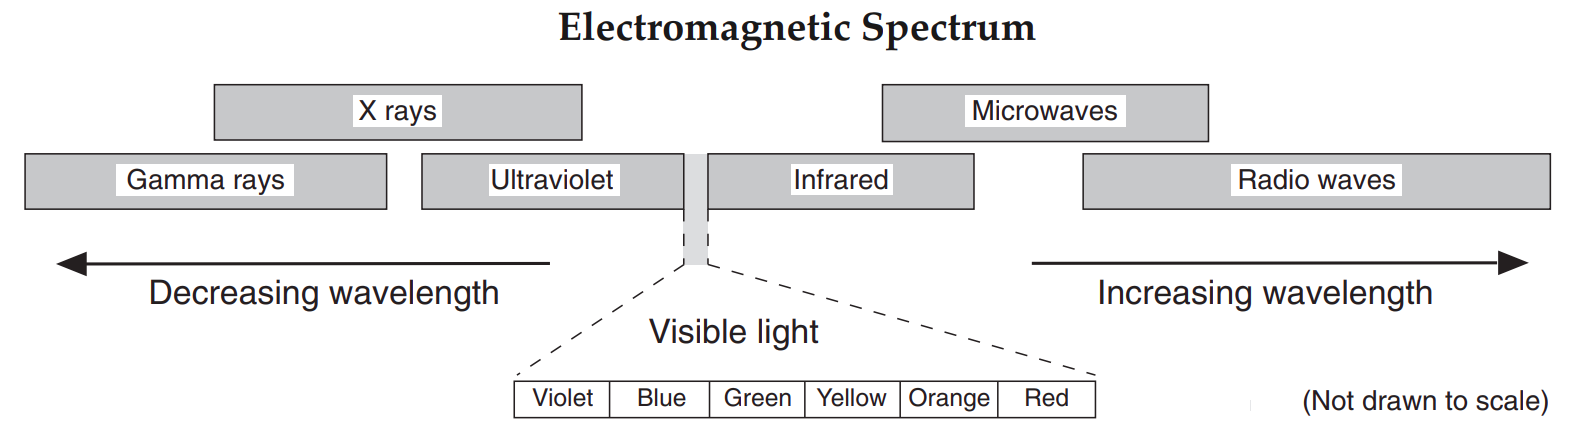 Electromagnetic Spectrum
X rays
Microwaves
Gamma rays
Ultraviolet
Infrared
Radio waves
Decreasing wavelength
Increasing wavelength
Visible light
Violet
Blue
Green
Yellow
Orange
Red
(Not drawn to scale)